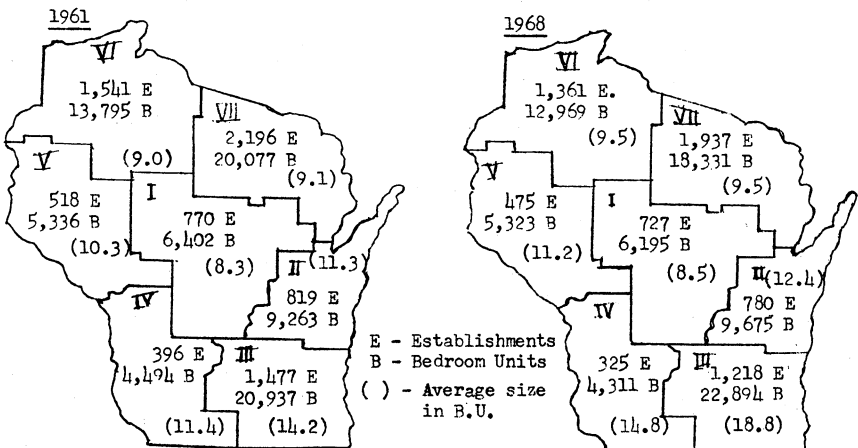 1961
VI
1,541 E
13,795 B
(9.0)
VII
2,196 E
20,077 B
(9.1)
V
518 E
5,336 B
(10.3)
I
770 E
6,402 B
(8.3)
II
(11.3)
819 E
9,263 B
IV
396 E
4,494 B
(11.4)
III
1,477 E
20,937 B
(14.2)
E - Establishments
B - Bedroom Units
( ) - Average size
in B.U.
1968
VI
1,361 E.
12,969 B
(9.5)
VII
1,937 E
18,331 B
(9.5)
V
475 E
5,323 B
(11.2)
I
727 E
6,195 B
(8.5)
II (12.4)
780 E
9,675 B
IV
325 E
4,311 B
(14.8)
III
1,218 E
22,894 B
(18.8)